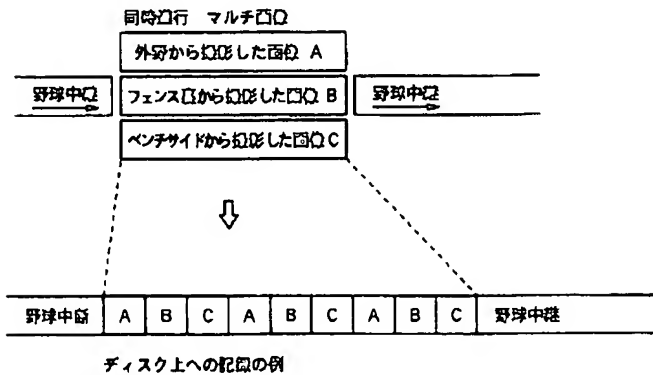 同時進行 マルチ画像
外野から撮影した画像 A
野球中継
フェンス側から撮影した画像 B
野球中継
ベンチサイドから撮影した画像 C
野球中継 A B C A B C A B C 野球中継
ディスク上への記録の例